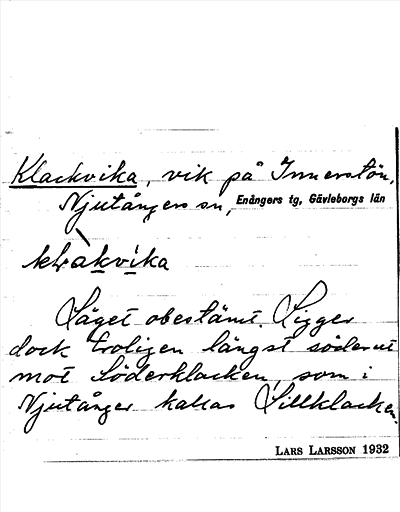 Klackvika, vik på Innerstön,
Njutångers sn, Enångers tg, Gävleborgs län
klàkvika
Läget obestämt. Ligger
dock troligen längst söderut
mot Söderklacken, som i
Njutånger kallas Lillklacken.
LARS LARSSON 1932